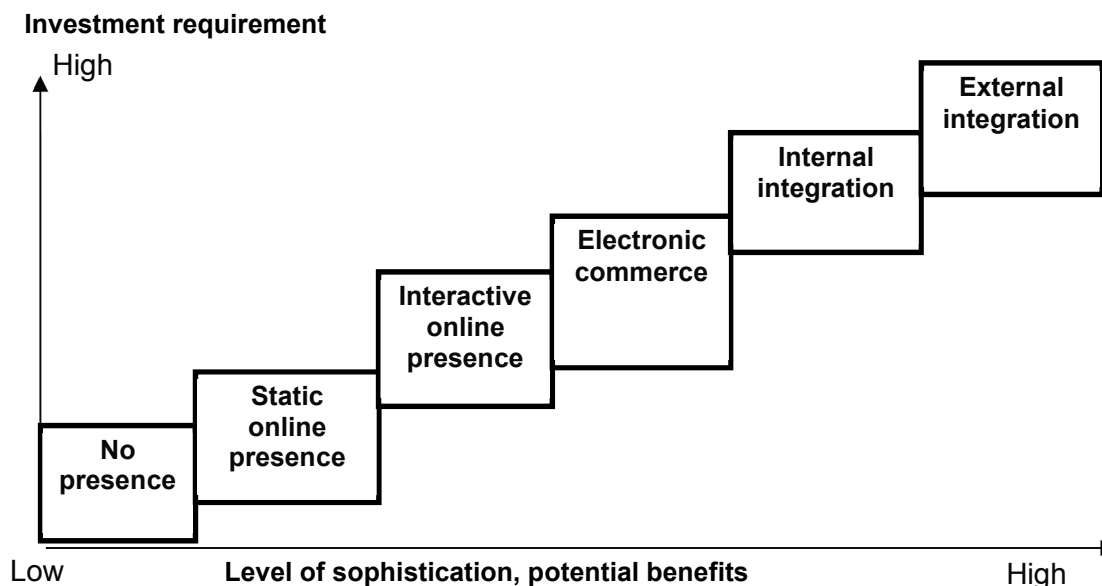 Investment requirement
High
External
integration
Internal
integration
Electronic
commerce
Interactive
online
presence
Static
online
presence
No
presence
Low
Level of sophistication, potential benefits
High